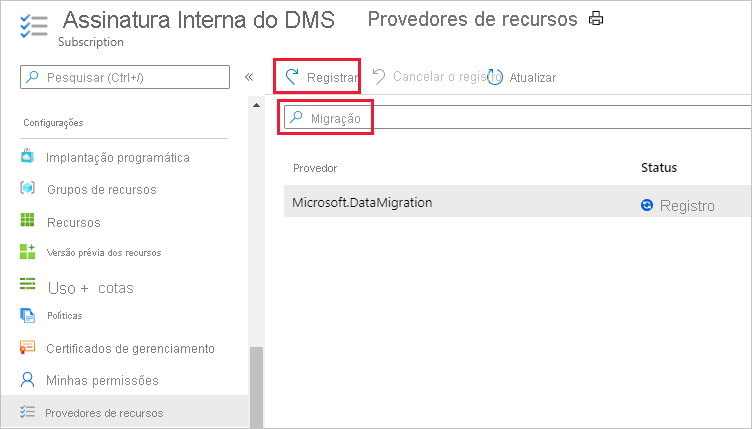 Assinatura Interna do DMS Provedores de recursos
Subscription
Pesquisar (Ctrl+/)
«
Registrar
Cancelar o registro
Atualizar
Configurações
Implantação programática
Grupos de recursos
Recursos
Versão prévia dos recursos
Uso + cotas
Políticas
Certificados de gerenciamento
Minhas permissões
Provedores de recursos
Migração
Provedor Status
Microsoft.DataMigration Registro